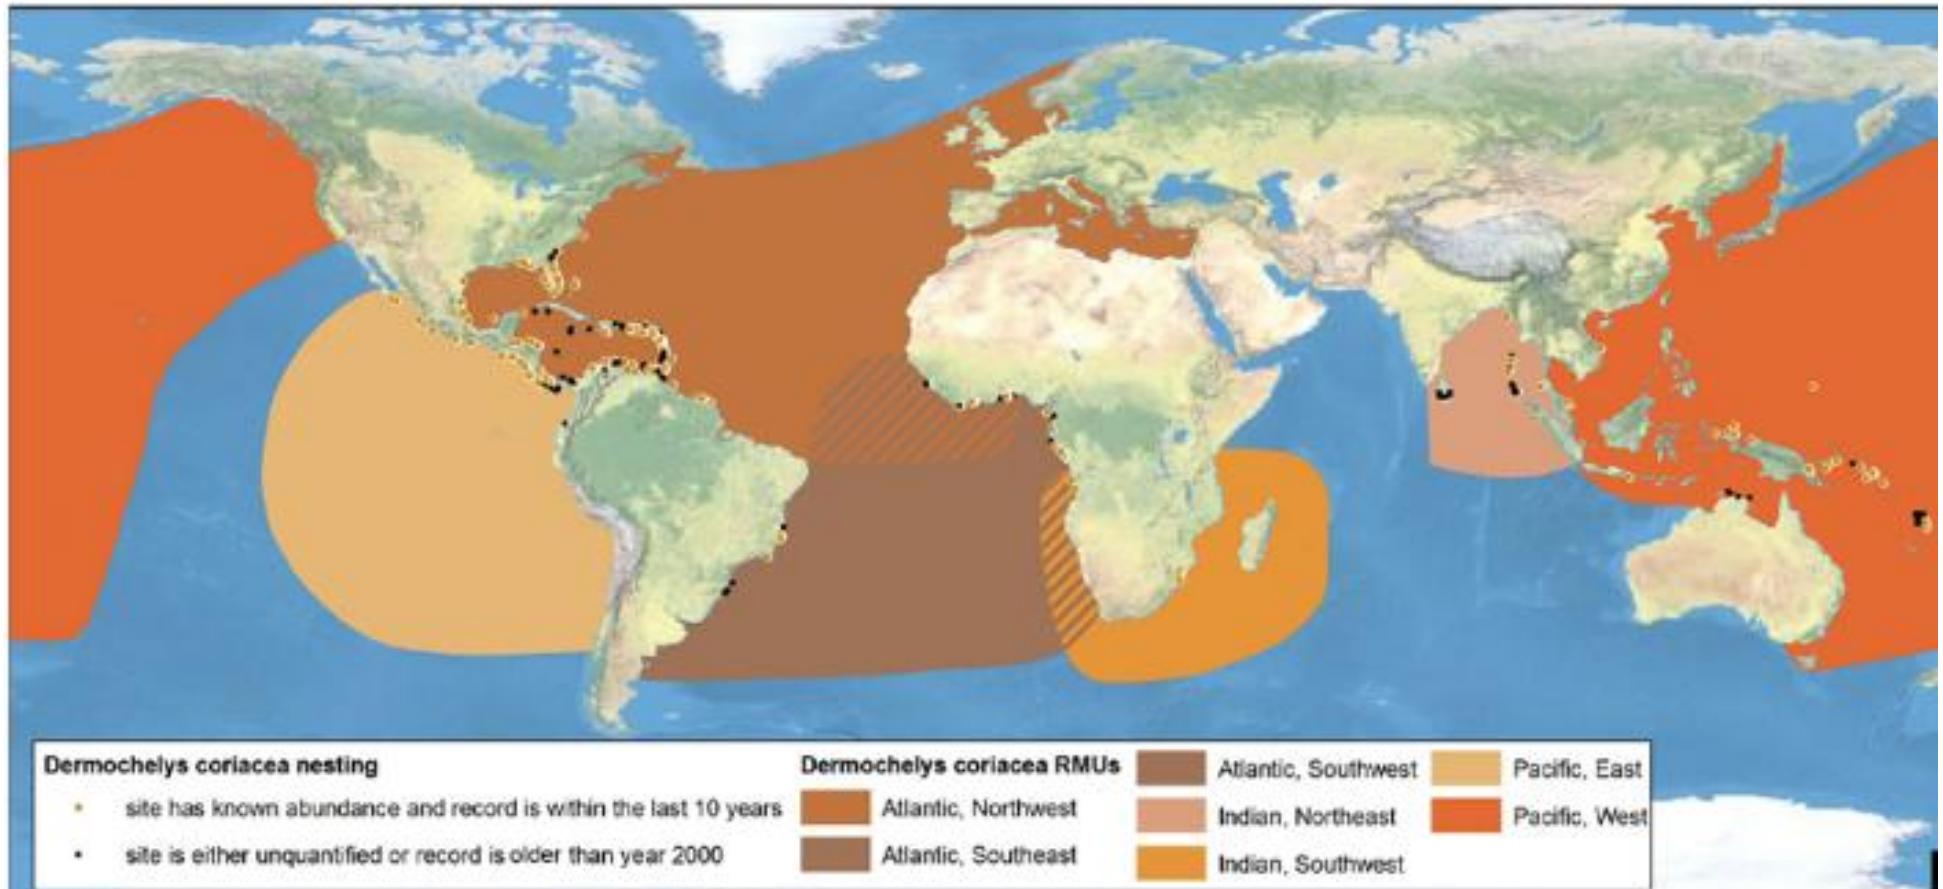 Dermochelys coriacea nesting
site has known abundance and record is within the last 10 years
site is either unquantified or record is older than year 2000
Dermochelys coriacea RMUs
Atlantic, Northwest
Atlantic, Southeast
Atlantic, Southwest
Indian, Northeast
Indian, Southwest
Pacific, East
Pacific, West